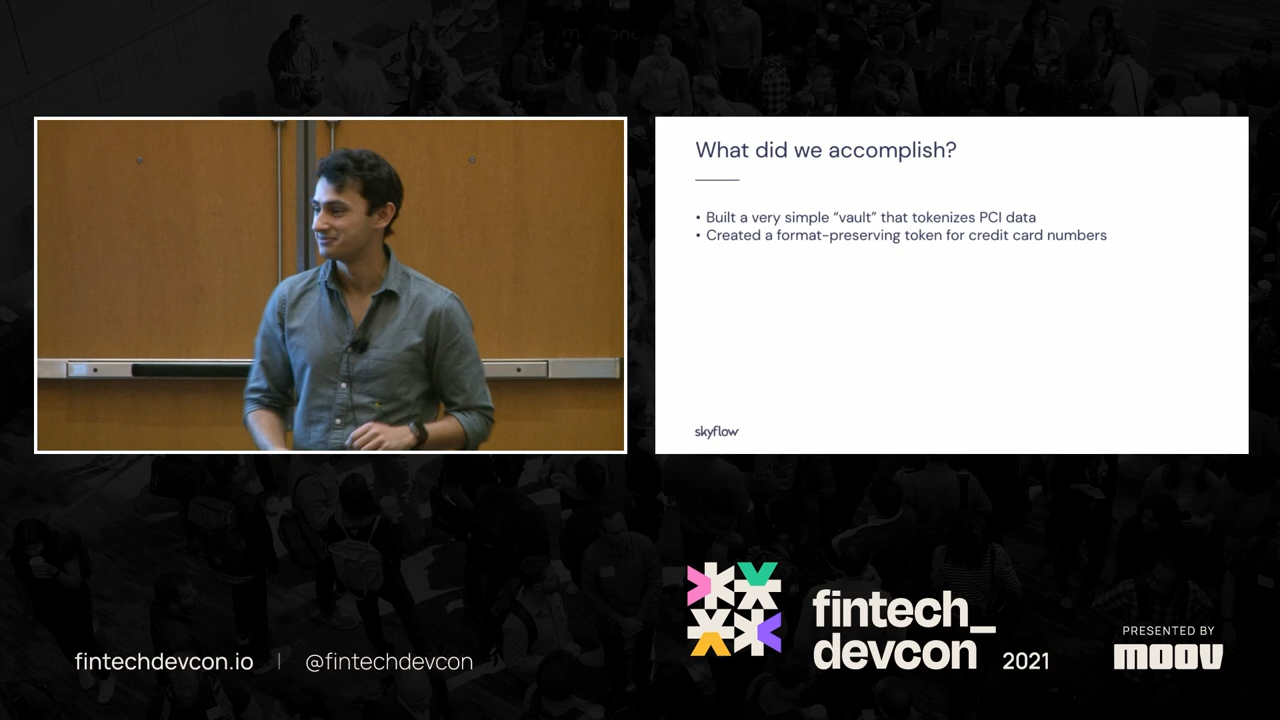 What did we accomplish?
• Built a very simple “vault” that tokenizes PCI data
• Created a format-preserving token for credit card numbers
skyflow
fintechdevcon.io | @fintechdevcon
fintech_
devcon 2021
PRESENTED BY
moov